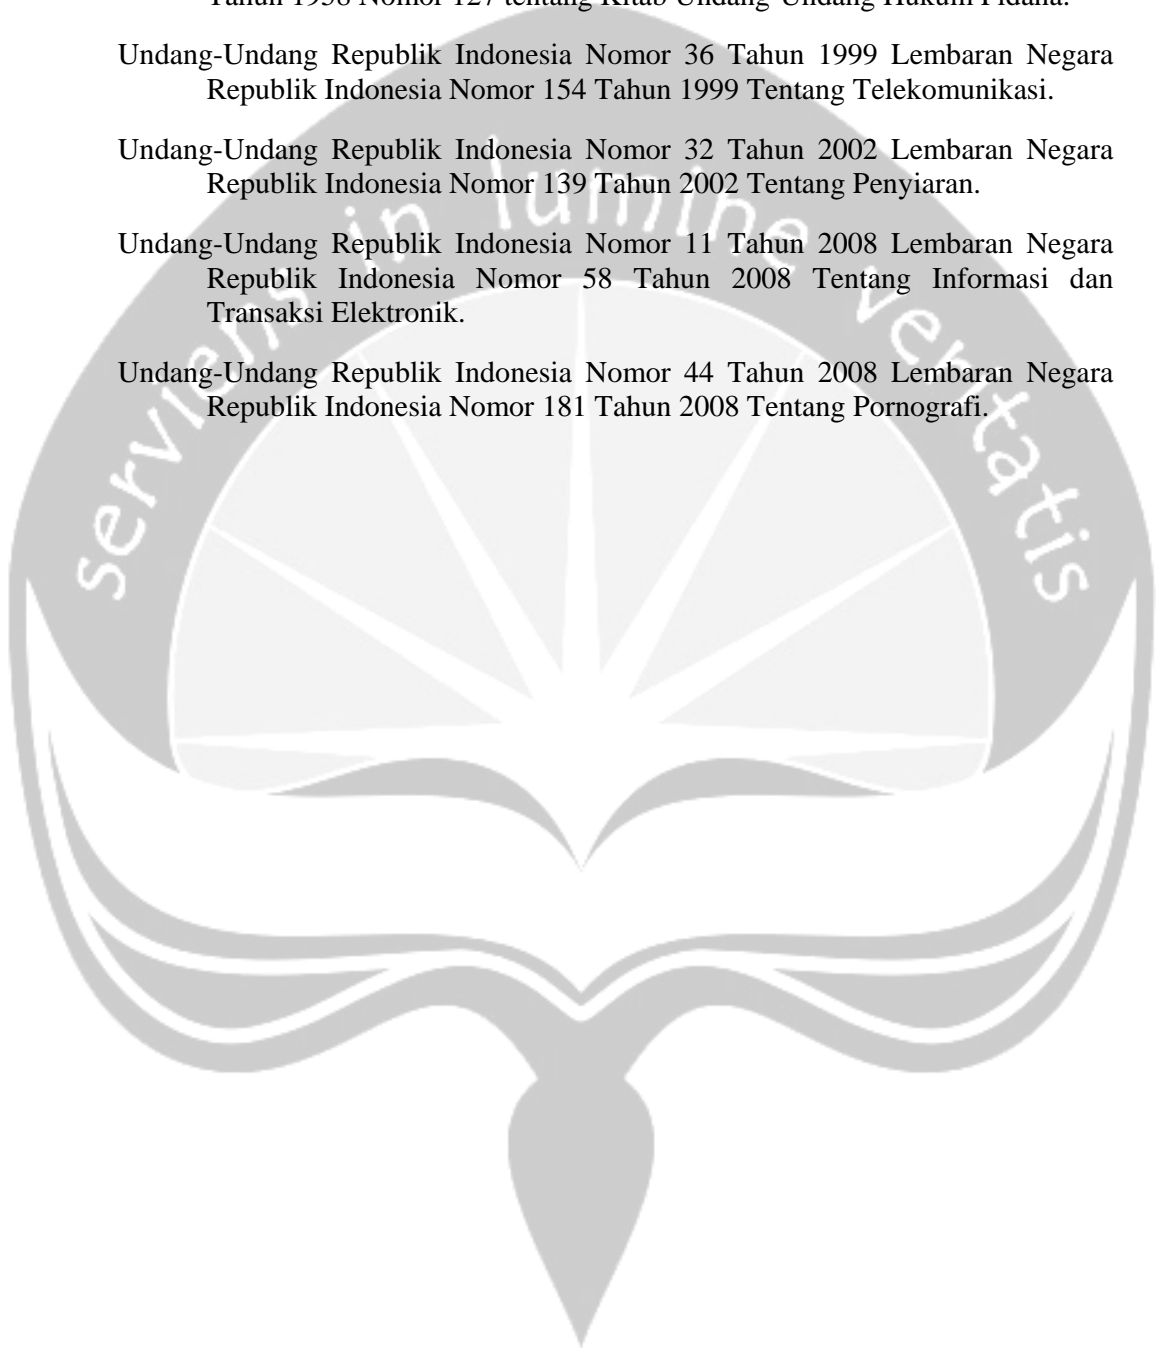 Tahun 1958 Nomor 127 tentang Kitab Undang-Undang Hukum Pidana.
Undang-Undang Republik Indonesia Nomor 36 Tahun 1999 Lembaran Negara
Republik Indonesia Nomor 154 Tahun 1999 Tentang Telekomunikasi.
Undang-Undang Republik Indonesia Nomor 32 Tahun 2002 Lembaran Negara
Republik Indonesia Nomor 139 Tahun 2002 Tentang Penyiaran.
Undang-Undang Republik Indonesia Nomor 11 Tahun 2008 Lembaran Negara
Republik Indonesia Nomor 58 Tahun 2008 Tentang Informasi dan
Transaksi Elektronik.
Undang-Undang Republik Indonesia Nomor 44 Tahun 2008 Lembaran Negara
Republik Indonesia Nomor 181 Tahun 2008 Tentang Pornografi.
serviens in lumine veritatis